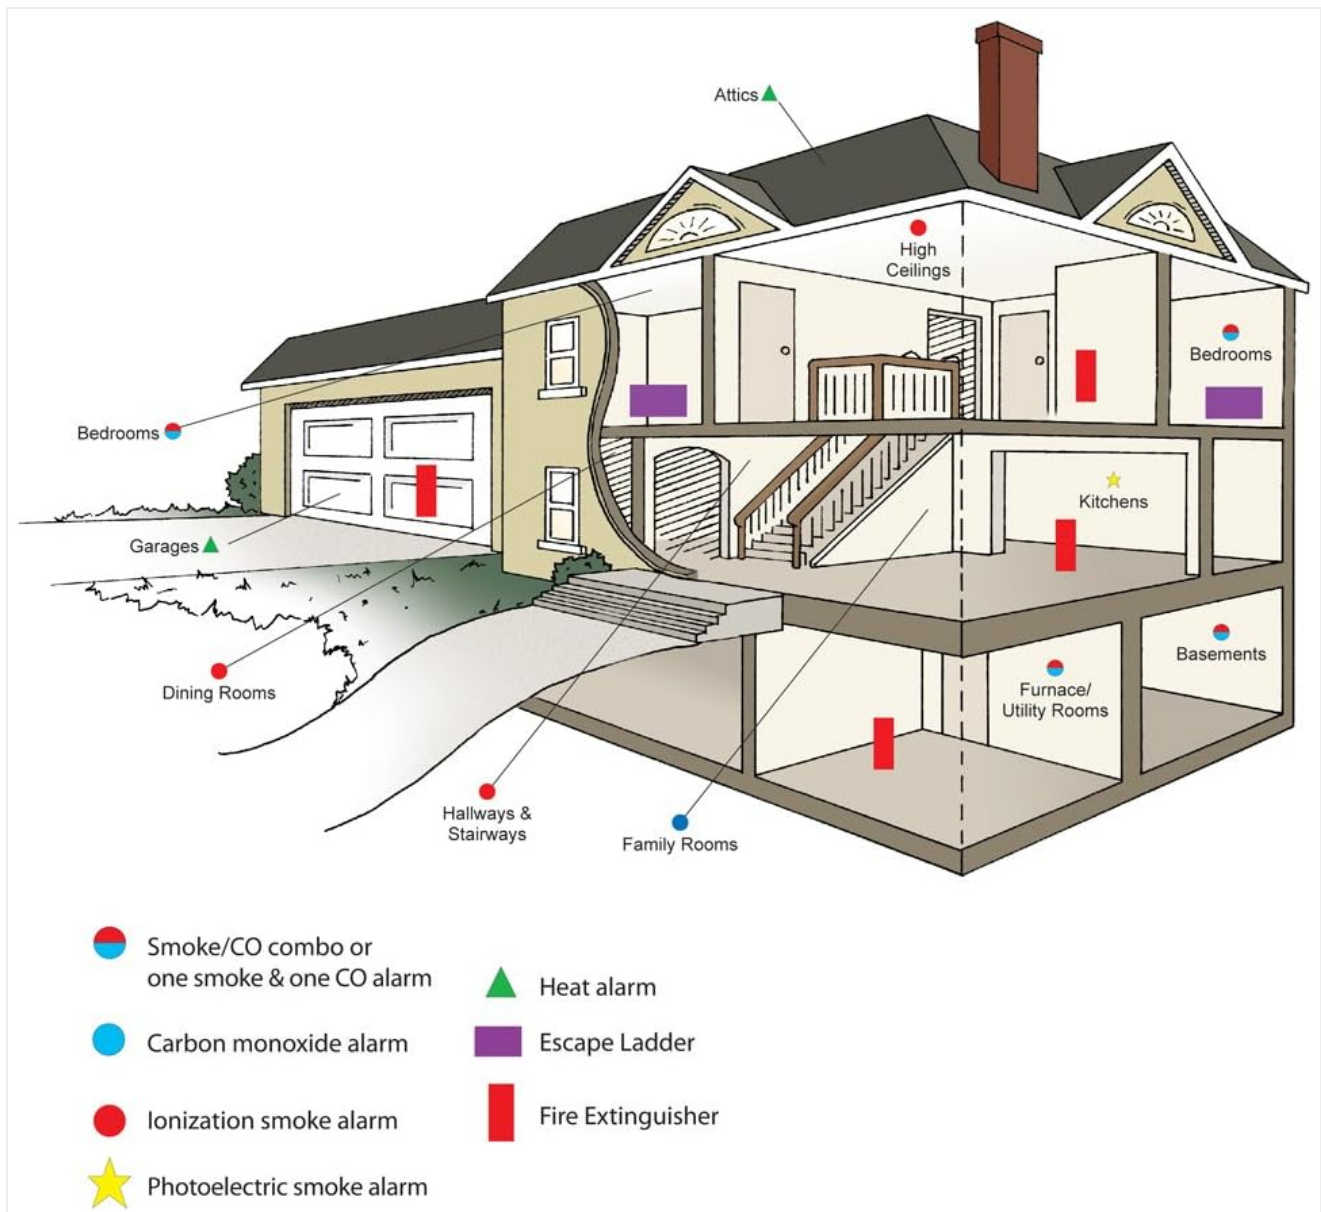 Attics
High
Ceilings
Bedrooms
Bedrooms
Kitchens
Garages
Basements
Dining Rooms
Furnace/
Utility Rooms
Hallways &
Stairways
Family Rooms
Smoke/CO combo or
one smoke & one CO alarm
Carbon monoxide alarm
Ionization smoke alarm
Photoelectric smoke alarm
Heat alarm
Escape Ladder
Fire Extinguisher